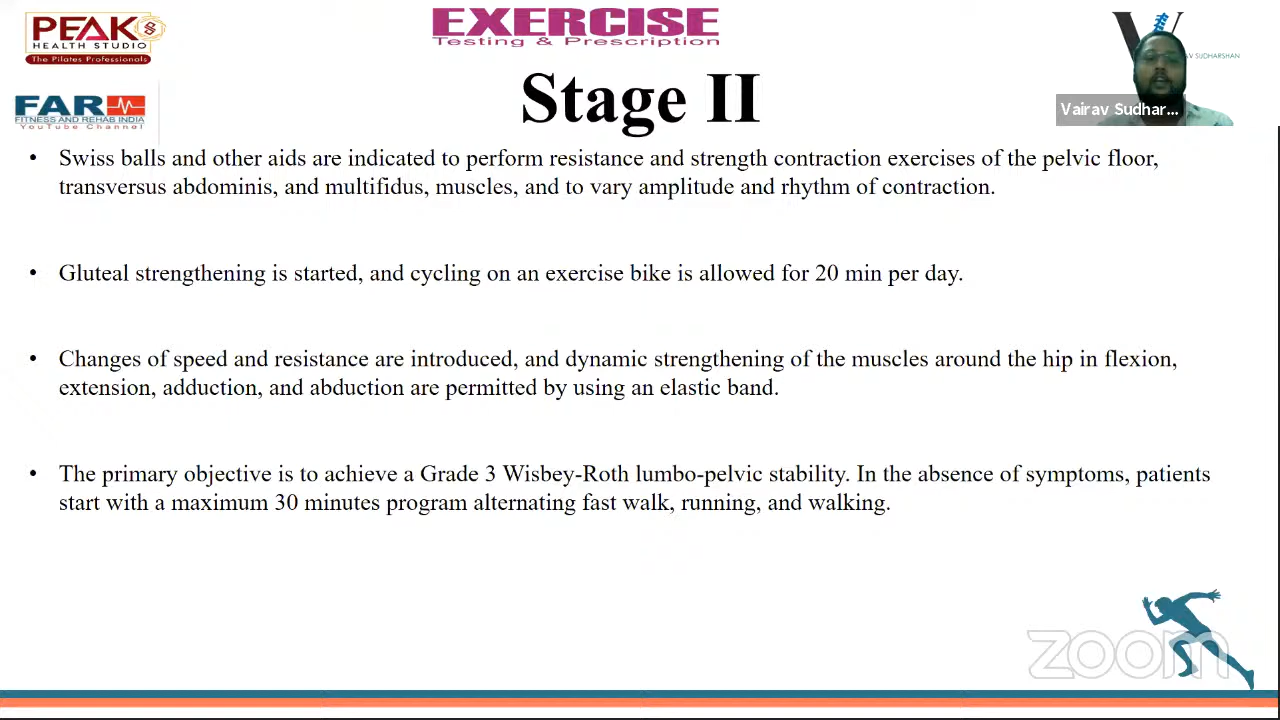 PEAK
HEALTH STUDIO
The Pilates Professionals
EXERCISE
Testing & Prescription
V SUDHARSHAN
Vairav Sudhar...
FAR
FITNESS AND REHAB INDIA
YouTube Channel
Stage II
• Swiss balls and other aids are indicated to perform resistance and strength contraction exercises of the pelvic floor,
transversus abdominis, and multifidus, muscles, and to vary amplitude and rhythm of contraction.
• Gluteal strengthening is started, and cycling on an exercise bike is allowed for 20 min per day.
• Changes of speed and resistance are introduced, and dynamic strengthening of the muscles around the hip in flexion,
extension, adduction, and abduction are permitted by using an elastic band.
• The primary objective is to achieve a Grade 3 Wisbey-Roth lumbo-pelvic stability. In the absence of symptoms, patients
start with a maximum 30 minutes program alternating fast walk, running, and walking.
zoom